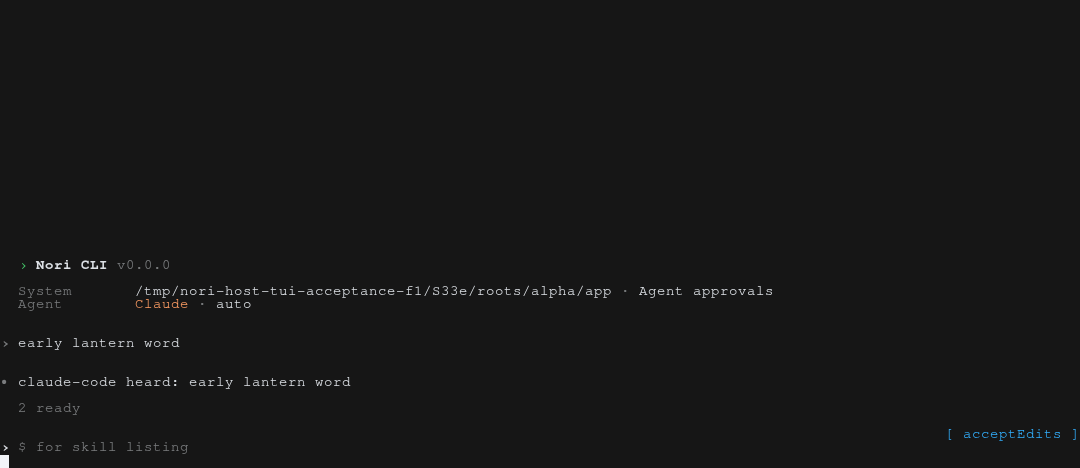 › Nori CLI v0.0.0
System /tmp/nori-host-tui-acceptance-f1/S33e/roots/alpha/app · Agent approvals
Agent Claude · auto
› early lantern word
• claude-code heard: early lantern word
2 ready
[ acceptEdits ]
› $ for skill listing